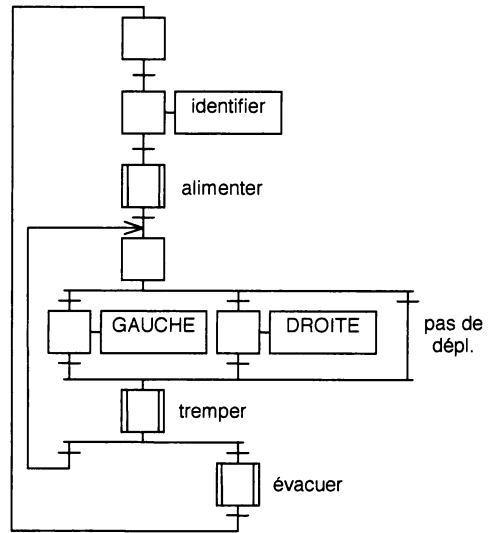 identifier
alimenter
GAUCHE
DROITE
pas de
dépl.
tremper
évacuer